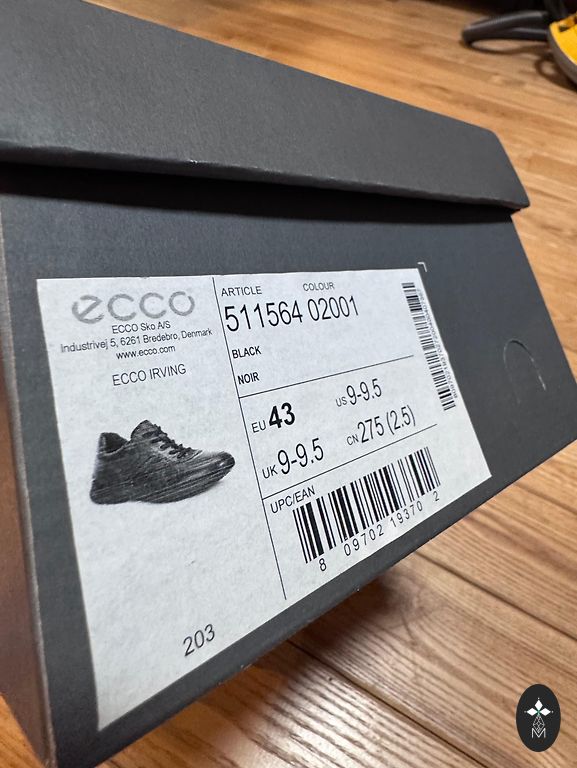 ecco
ECCO Sko A/S
Industrivej 5, 6261 Bredebro, Denmark
www.ecco.com
ECCO IRVING
203
ARTICLE COLOUR
511564 02001
BLACK
NOIR
EU 43 US 9-9.5
UK 9-9.5 CN 275 (2.5)
UPC/EAN
8 09702 19370 2
M